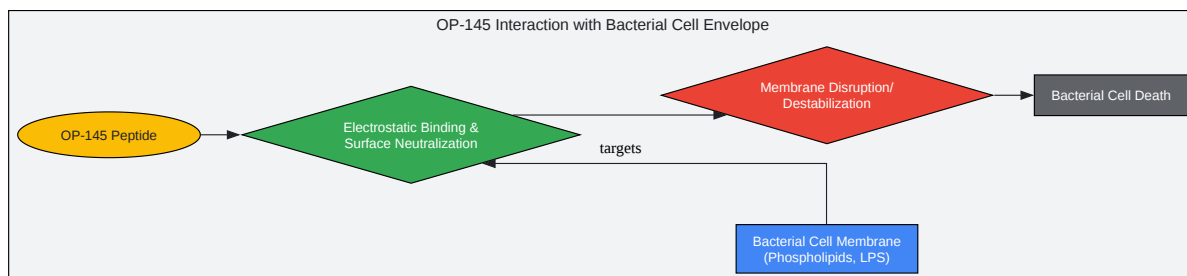 OP-145 Interaction with Bacterial Cell Envelope
OP-145 Peptide
Electrostatic Binding &
Surface Neutralization
Membrane Disruption/
Destabilization
Bacterial Cell Death
targets
Bacterial Cell Membrane
(Phospholipids, LPS)